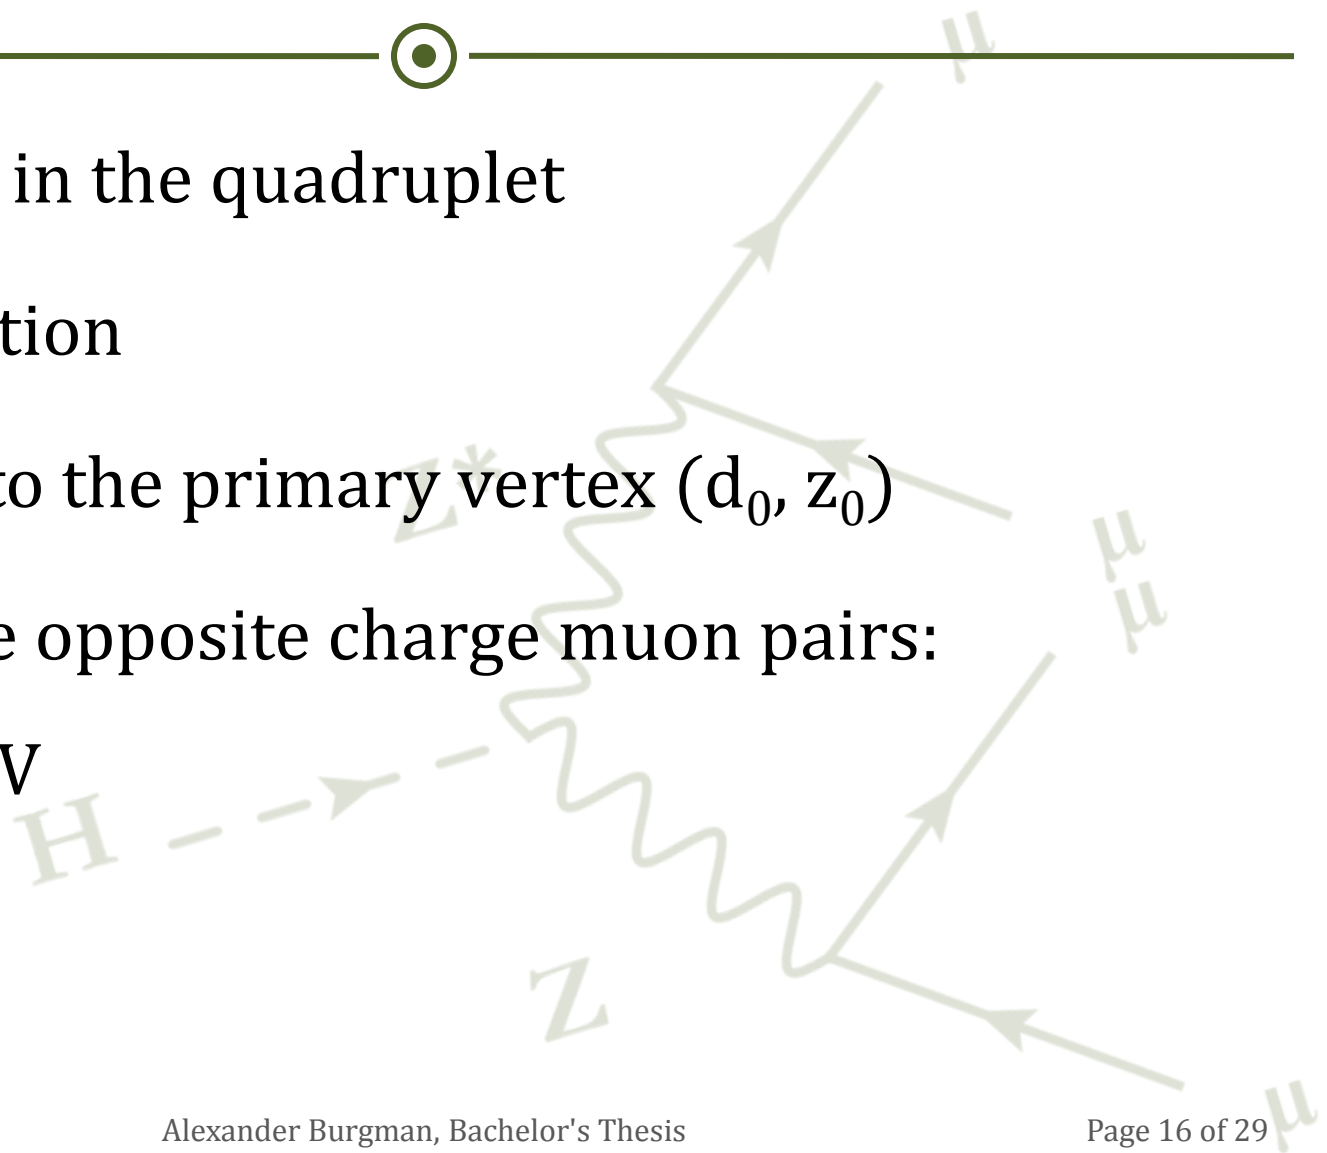 in the quadruplet
tion
to the primary vertex (d₀, z₀)
e opposite charge muon pairs:
V
μ
Z*
μ
μ
H
Z
μ
Alexander Burgman, Bachelor's Thesis
Page 16 of 29